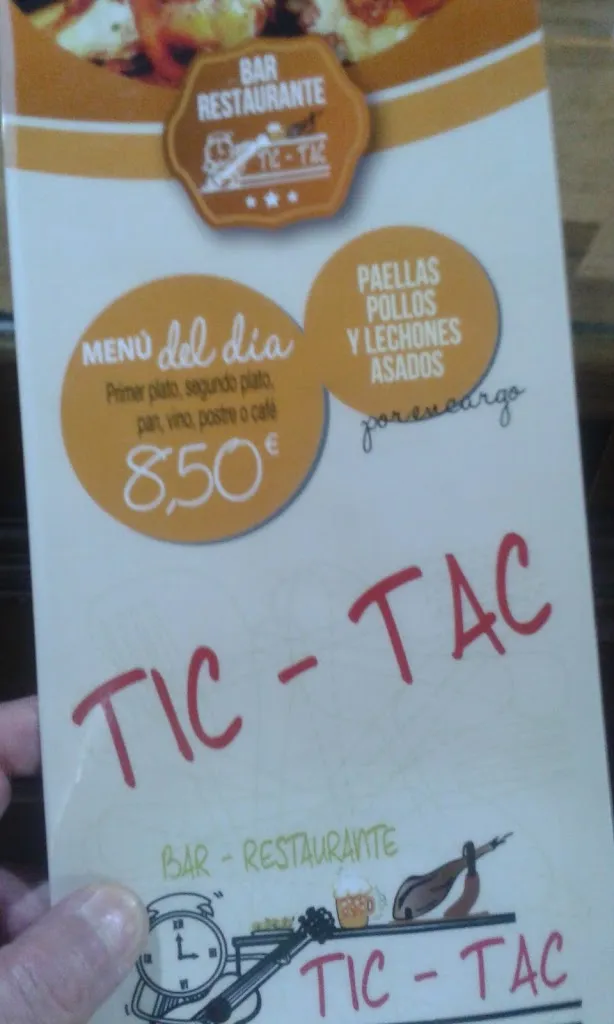 BAR
RESTAURANTE
TIC - TAC
MENÚ del día
Primer plato, segundo plato,
pan, vino, postre o café
8,50€
PAELLAS
POLLOS
Y LECHONES
ASADOS
por encargo
TIC - TAC
BAR - RESTAURANTE
TIC - TAC